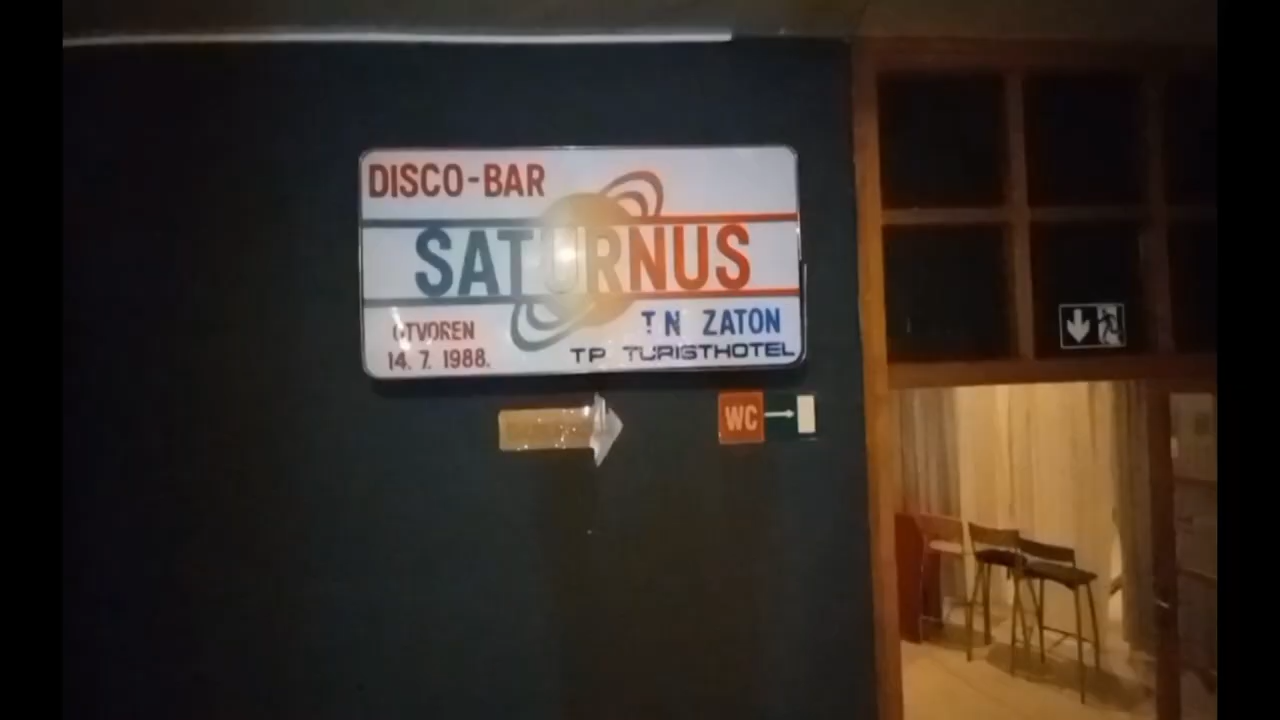 DISCO-BAR
SATURNUS
OTVOREN
14. 7. 1988.
T N ZATON
TP TURISTHOTEL
WC